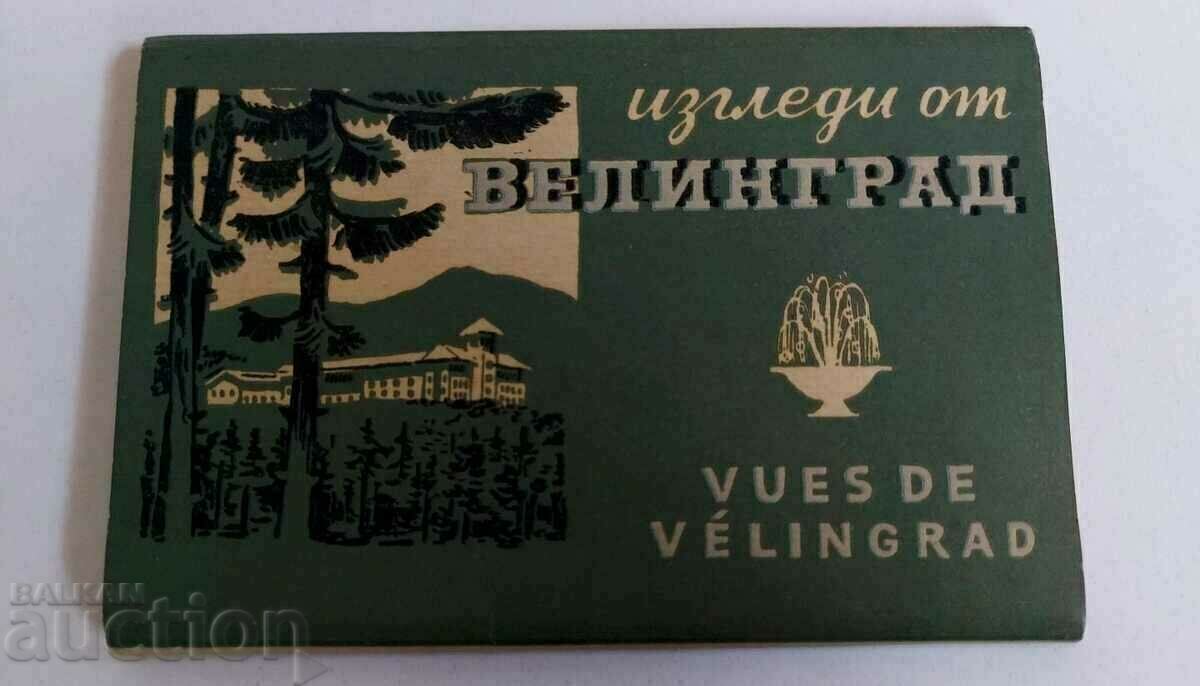 изгледи от
ВЕЛИНГРАД
VUES DE
VÉLINGRAD
BALKAN
auction